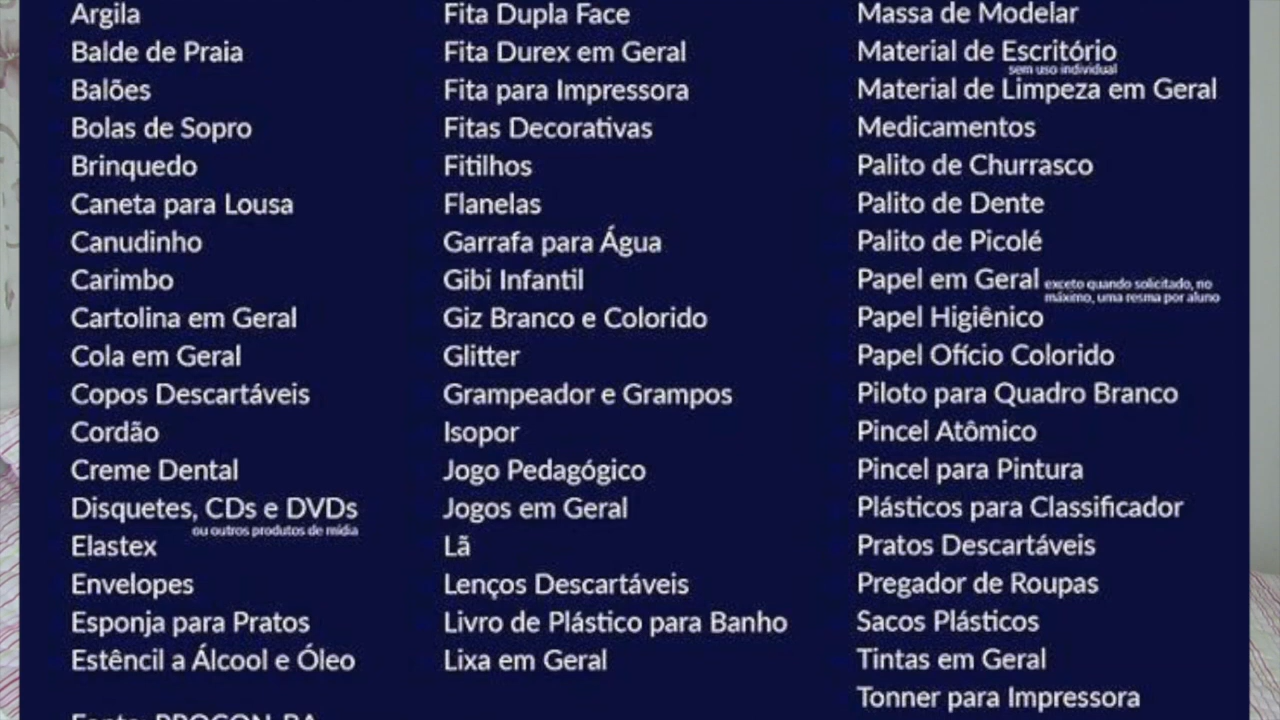 Argila
Balde de Praia
Balões
Bolas de Sopro
Brinquedo
Caneta para Lousa
Canudinho
Carimbo
Cartolina em Geral
Cola em Geral
Copos Descartáveis
Cordão
Creme Dental
Disquetes, CDs e DVDs
ou outros produtos de mídia
Elastex
Envelopes
Esponja para Pratos
Estêncil a Álcool e Óleo
Fonte: PROCON-BA
Fita Dupla Face
Fita Durex em Geral
Fita para Impressora
Fitas Decorativas
Fitilhos
Flanelas
Garrafa para Água
Gibi Infantil
Giz Branco e Colorido
Glitter
Grampeador e Grampos
Isopor
Jogo Pedagógico
Jogos em Geral
Lã
Lenços Descartáveis
Livro de Plástico para Banho
Lixa em Geral
Massa de Modelar
Material de Escritório
sem uso individual
Material de Limpeza em Geral
Medicamentos
Palito de Churrasco
Palito de Dente
Palito de Picolé
Papel em Geral exceto quando solicitado, no
máximo, uma resma por aluno
Papel Higiênico
Papel Ofício Colorido
Piloto para Quadro Branco
Pincel Atômico
Pincel para Pintura
Plásticos para Classificador
Pratos Descartáveis
Pregador de Roupas
Sacos Plásticos
Tintas em Geral
Tonner para Impressora